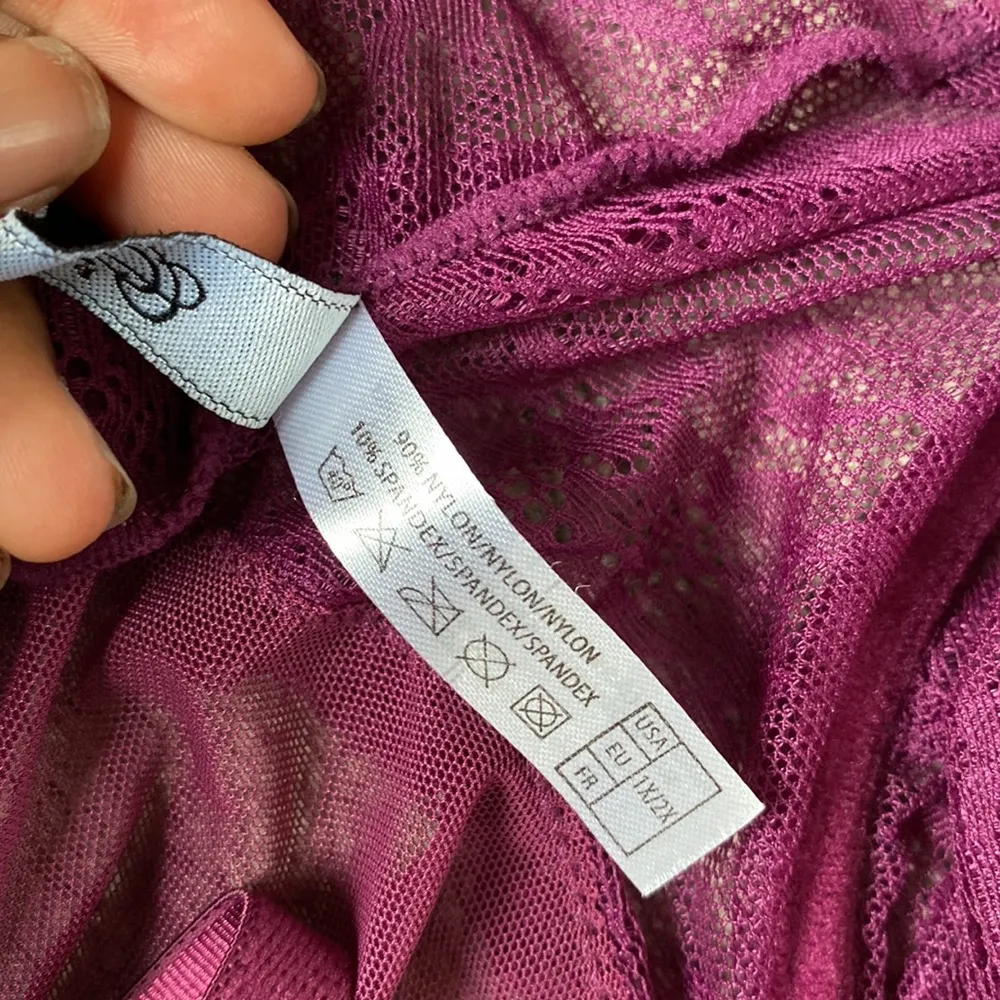 90% NYLON/NYLON/NYLON
10% SPANDEX/SPANDEX/SPANDEX
USA
EU 1X/2X
FR